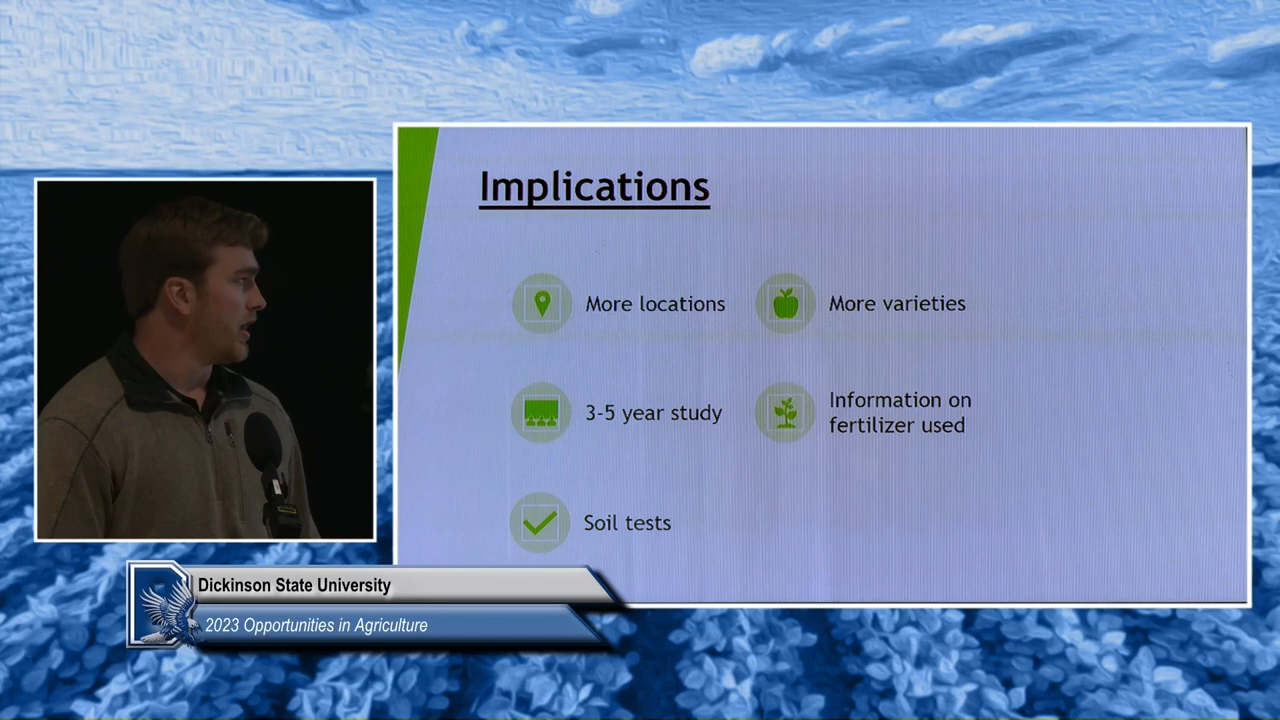 Implications
More locations
More varieties
3-5 year study
Information on
fertilizer used
Soil tests
Dickinson State University
2023 Opportunities in Agriculture